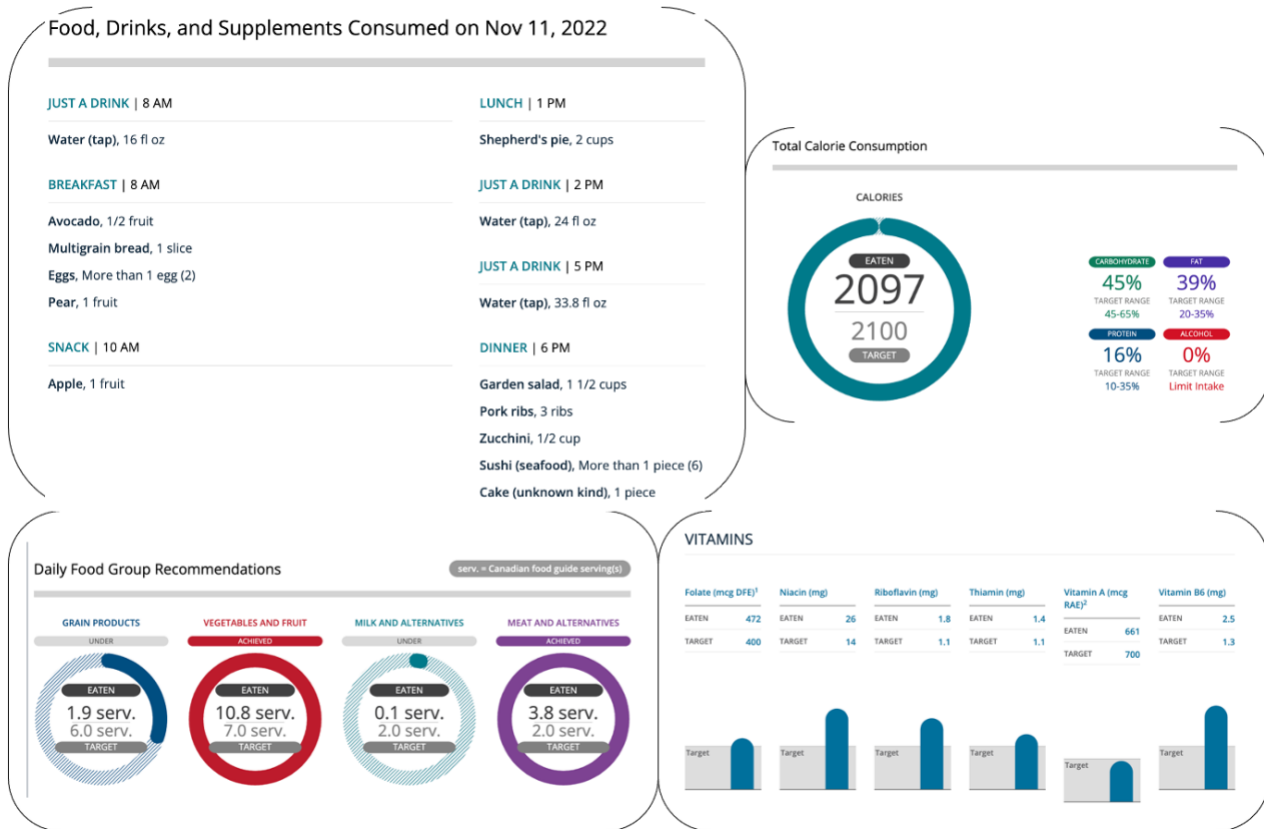 Food, Drinks, and Supplements Consumed on Nov 11, 2022
JUST A DRINK | 8 AM
Water (tap), 16 fl oz
BREAKFAST | 8 AM
Avocado, 1/2 fruit
Multigrain bread, 1 slice
Eggs, More than 1 egg (2)
Pear, 1 fruit
SNACK | 10 AM
Apple, 1 fruit
LUNCH | 1 PM
Shepherd's pie, 2 cups
JUST A DRINK | 2 PM
Water (tap), 24 fl oz
JUST A DRINK | 5 PM
Water (tap), 33.8 fl oz
DINNER | 6 PM
Garden salad, 1 1/2 cups
Pork ribs, 3 ribs
Zucchini, 1/2 cup
Sushi (seafood), More than 1 piece (6)
Cake (unknown kind), 1 piece
Total Calorie Consumption
CALORIES
EATEN
2097
2100
TARGET
CARBOHYDRATE FAT
45% 39%
TARGET RANGE TARGET RANGE
45-65% 20-35%
PROTEIN ALCOHOL
16% 0%
TARGET RANGE TARGET RANGE
10-35% Limit Intake
Daily Food Group Recommendations serv. = Canadian food guide serving(s)
GRAIN PRODUCTS VEGETABLES AND FRUIT MILK AND ALTERNATIVES MEAT AND ALTERNATIVES
UNDER ACHIEVED UNDER ACHIEVED
EATEN EATEN EATEN EATEN
1.9 serv. 10.8 serv. 0.1 serv. 3.8 serv.
6.0 serv. 7.0 serv. 2.0 serv. 2.0 serv.
TARGET TARGET TARGET TARGET
VITAMINS
Folate (mcg DFE)¹
EATEN 472
TARGET 400
Target
Niacin (mg)
EATEN 26
TARGET 14
Target
Riboflavin (mg)
EATEN 1.8
TARGET 1.1
Target
Thiamin (mg)
EATEN 1.4
TARGET 1.1
Target
Vitamin A (mcg
RAE)²
EATEN 661
TARGET 700
Target
Vitamin B6 (mg)
EATEN 2.5
TARGET 1.3
Target